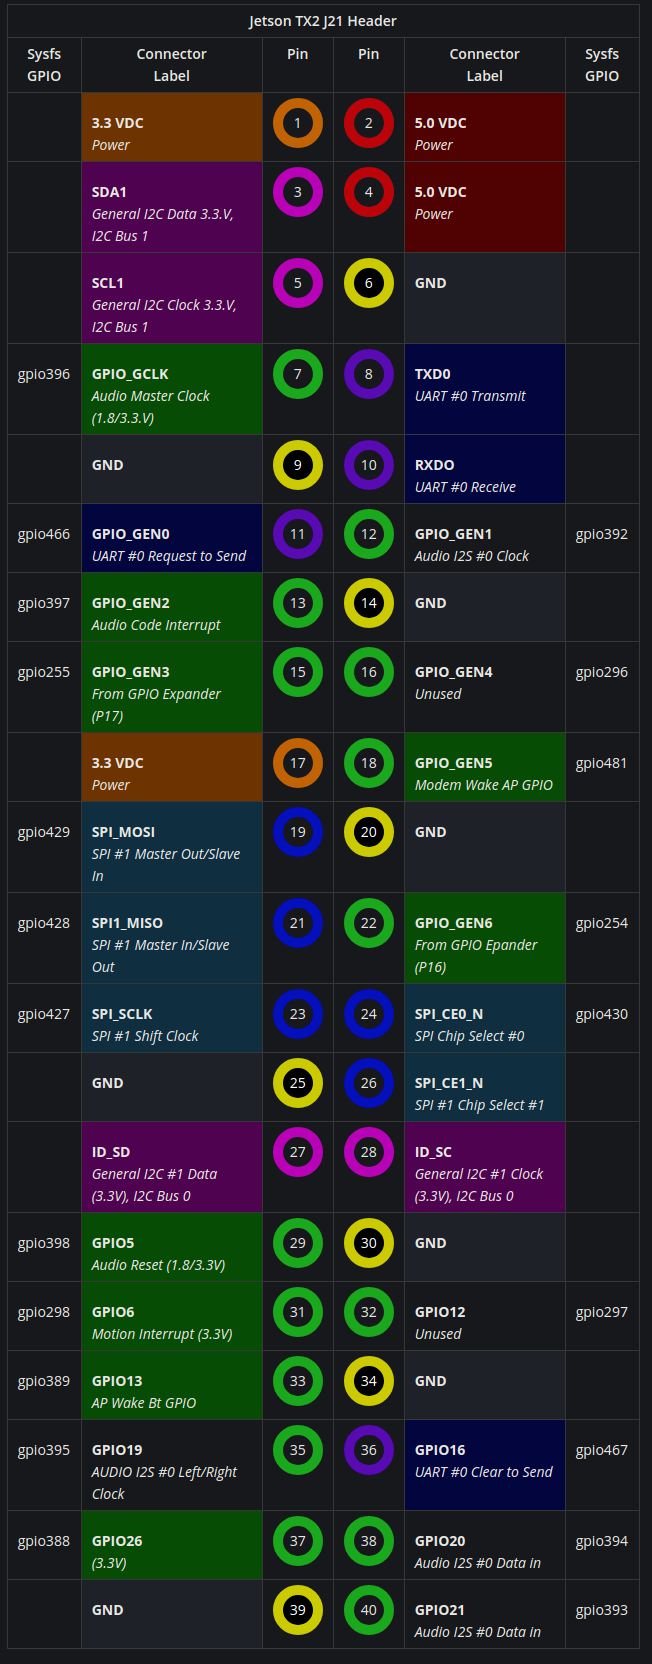 Jetson TX2 J21 Header
Sysfs GPIO Connector Label Pin Pin Connector Label Sysfs GPIO
3.3 VDC 1 2 5.0 VDC
Power Power
SDA1 3 4 5.0 VDC
General I2C Data 3.3.V, Power
I2C Bus 1
SCL1 5 6 GND
General I2C Clock 3.3.V,
I2C Bus 1
gpio396 GPIO_GCLK 7 8 TXD0
Audio Master Clock UART #0 Transmit
(1.8/3.3.V)
GND 9 10 RXDO
UART #0 Receive
gpio466 GPIO_GEN0 11 12 GPIO_GEN1 gpio392
UART #0 Request to Send Audio I2S #0 Clock
gpio397 GPIO_GEN2 13 14 GND
Audio Code Interrupt
gpio255 GPIO_GEN3 15 16 GPIO_GEN4 gpio296
From GPIO Expander Unused
(P17)
3.3 VDC 17 18 GPIO_GEN5 gpio481
Power Modem Wake AP GPIO
gpio429 SPI_MOSI 19 20 GND
SPI #1 Master Out/Slave
In
gpio428 SPI1_MISO 21 22 GPIO_GEN6 gpio254
SPI #1 Master In/Slave From GPIO Epander
Out (P16)
gpio427 SPI_SCLK 23 24 SPI_CE0_N gpio430
SPI #1 Shift Clock SPI Chip Select #0
GND 25 26 SPI_CE1_N
SPI #1 Chip Select #1
ID_SD 27 28 ID_SC
General I2C #1 Data General I2C #1 Clock
(3.3V), I2C Bus 0 (3.3V), I2C Bus 0
gpio398 GPIO5 29 30 GND
Audio Reset (1.8/3.3V)
gpio298 GPIO6 31 32 GPIO12 gpio297
Motion Interrupt (3.3V) Unused
gpio389 GPIO13 33 34 GND
AP Wake Bt GPIO
gpio395 GPIO19 35 36 GPIO16 gpio467
AUDIO I2S #0 Left/Right UART #0 Clear to Send
Clock
gpio388 GPIO26 37 38 GPIO20 gpio394
(3.3V) Audio I2S #0 Data in
GND 39 40 GPIO21 gpio393
Audio I2S #0 Data in